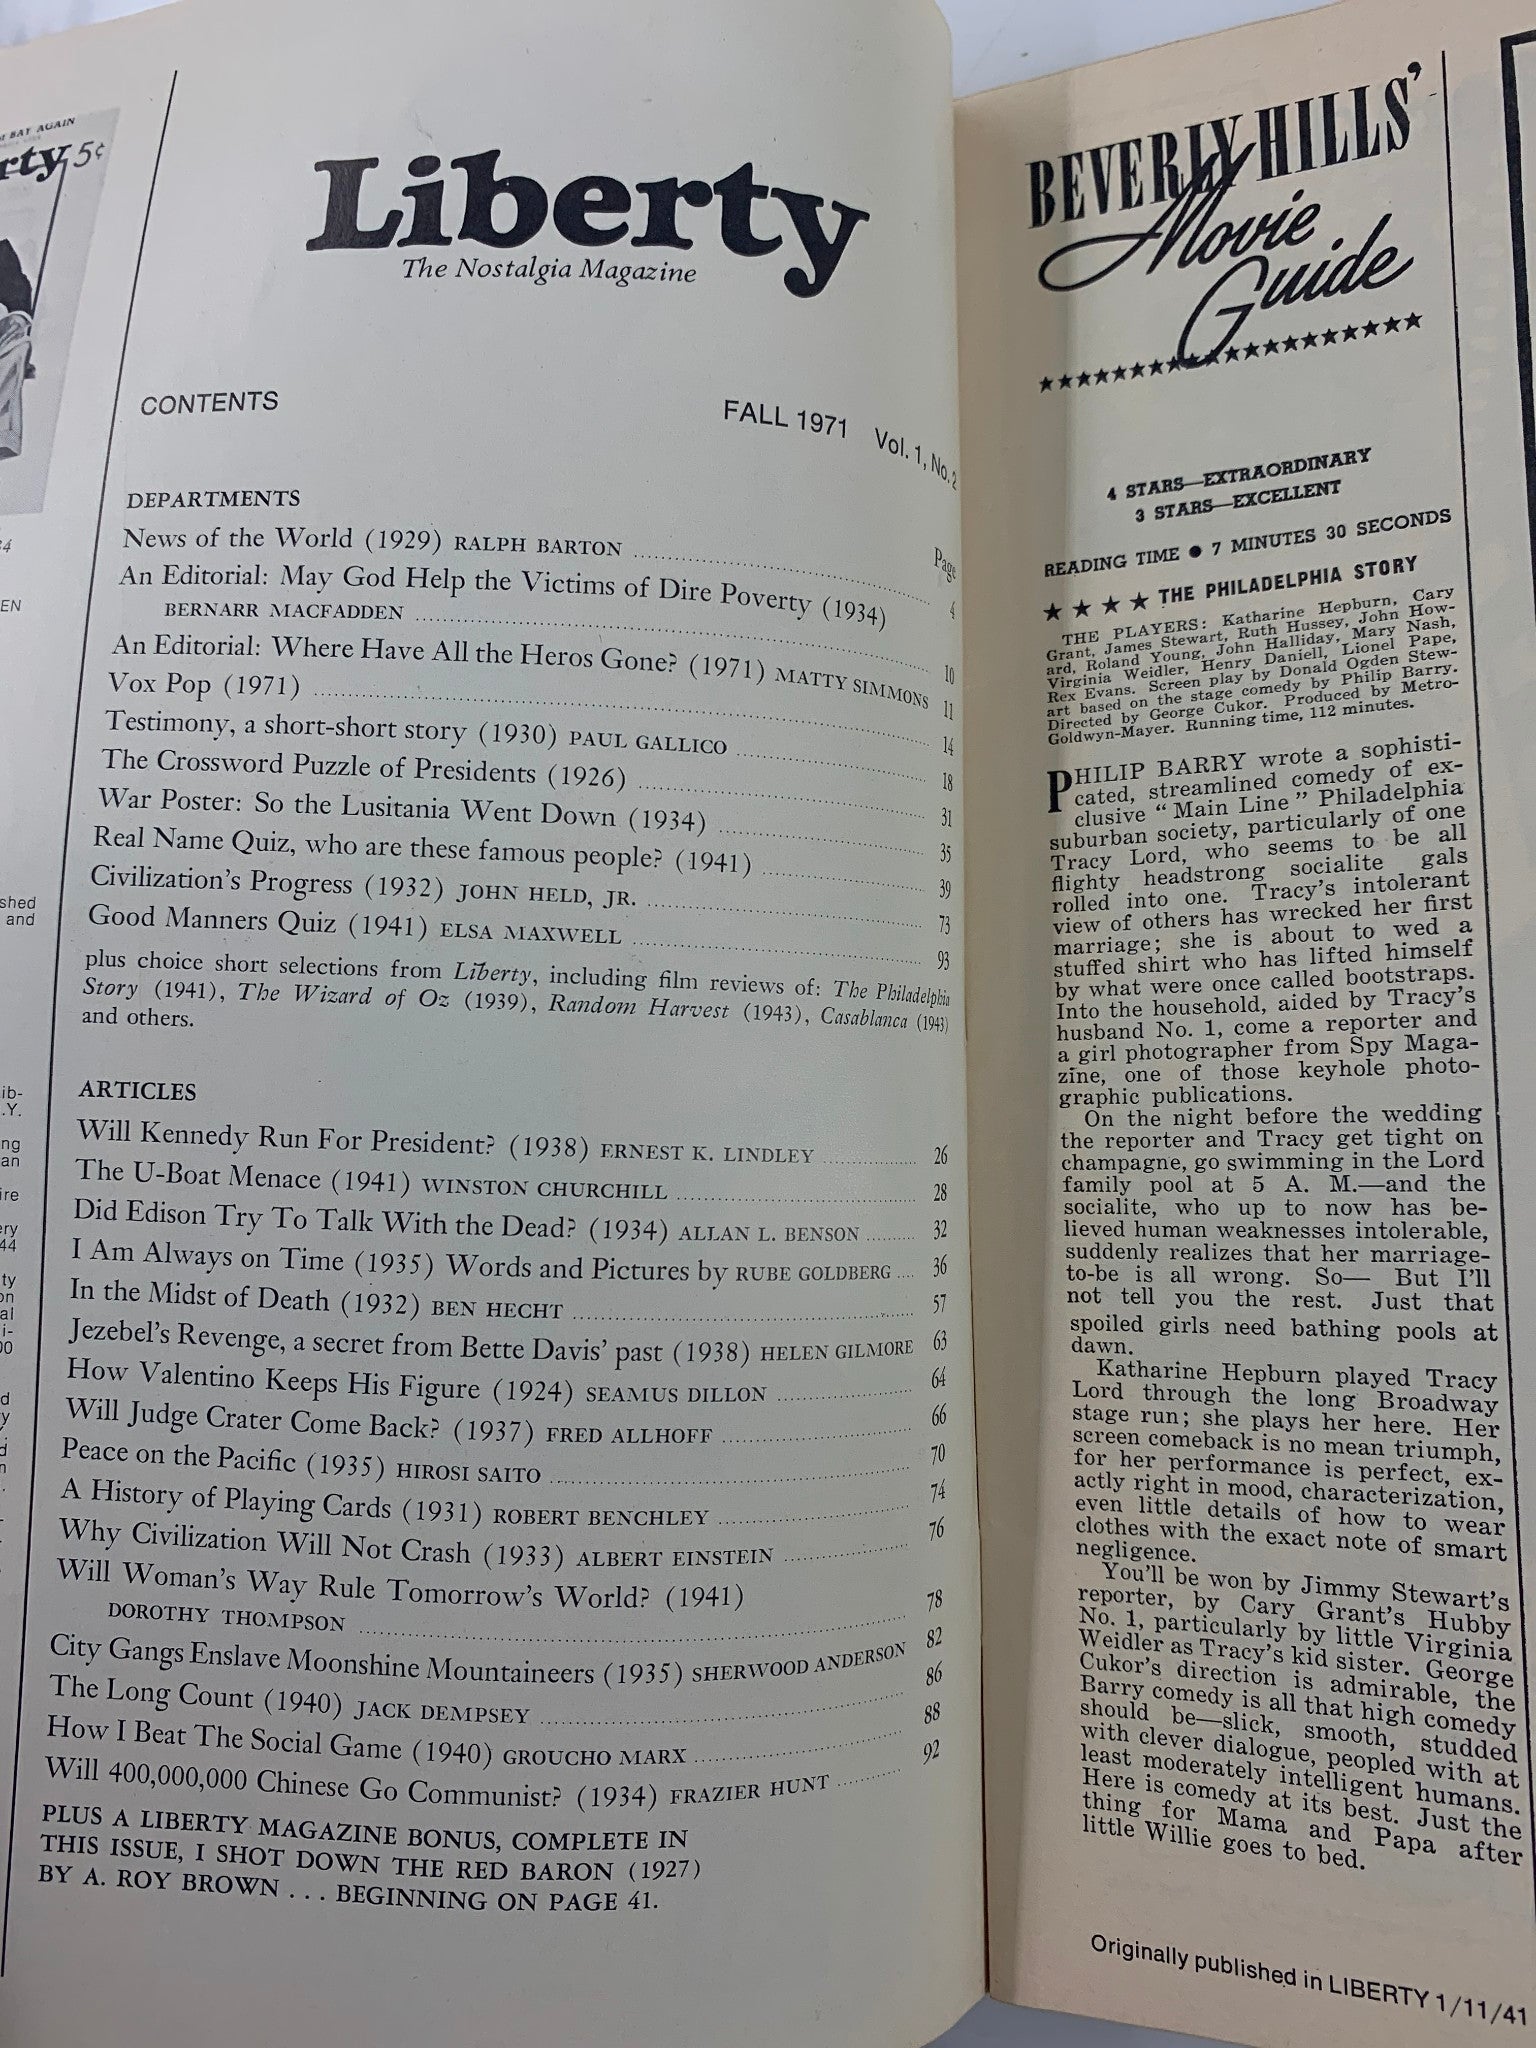 BAY AGAIN
rty 5¢
EN
shed
and
ib-
.Y.
ng
an
ire
ery
44
ty
on
al
i-
00
Liberty
The Nostalgia Magazine
CONTENTS FALL 1971 Vol. 1, No. 2
DEPARTMENTS
Page
News of the World (1929) RALPH BARTON 4
An Editorial: May God Help the Victims of Dire Poverty (1934)
BERNARR MACFADDEN 10
An Editorial: Where Have All the Heros Gone? (1971) MATTY SIMMONS 11
Vox Pop (1971) 14
Testimony, a short-short story (1930) PAUL GALLICO 18
The Crossword Puzzle of Presidents (1926) 31
War Poster: So the Lusitania Went Down (1934) 35
Real Name Quiz, who are these famous people? (1941) 39
Civilization's Progress (1932) JOHN HELD, JR. 73
Good Manners Quiz (1941) ELSA MAXWELL 93
plus choice short selections from Liberty, including film reviews of: The Philadelphia
Story (1941), The Wizard of Oz (1939), Random Harvest (1943), Casablanca (1943)
and others.
ARTICLES
Will Kennedy Run For President? (1938) ERNEST K. LINDLEY 26
The U-Boat Menace (1941) WINSTON CHURCHILL 28
Did Edison Try To Talk With the Dead? (1934) ALLAN L. BENSON 32
I Am Always on Time (1935) Words and Pictures by RUBE GOLDBERG 36
In the Midst of Death (1932) BEN HECHT 57
Jezebel's Revenge, a secret from Bette Davis' past (1938) HELEN GILMORE 63
How Valentino Keeps His Figure (1924) SEAMUS DILLON 64
Will Judge Crater Come Back? (1937) FRED ALLHOFF 66
Peace on the Pacific (1935) HIROSI SAITO 70
A History of Playing Cards (1931) ROBERT BENCHLEY 74
Why Civilization Will Not Crash (1933) ALBERT EINSTEIN 76
Will Woman's Way Rule Tomorrow's World? (1941)
DOROTHY THOMPSON 78
City Gangs Enslave Moonshine Mountaineers (1935) SHERWOOD ANDERSON 82
The Long Count (1940) JACK DEMPSEY 86
How I Beat The Social Game (1940) GROUCHO MARX 88
Will 400,000,000 Chinese Go Communist? (1934) FRAZIER HUNT 92
PLUS A LIBERTY MAGAZINE BONUS, COMPLETE IN
THIS ISSUE, I SHOT DOWN THE RED BARON (1927)
BY A. ROY BROWN . . . BEGINNING ON PAGE 41.
BEVERLY HILLS'
Movie
Guide
★★★★★★★★★★★★★★★★★★★★
4 STARS—EXTRAORDINARY
3 STARS—EXCELLENT
READING TIME ● 7 MINUTES 30 SECONDS
★ ★ ★ ★ THE PHILADELPHIA STORY
THE PLAYERS: Katharine Hepburn, Cary
Grant, James Stewart, Ruth Hussey, John How-
ard, Roland Young, John Halliday, Mary Nash,
Virginia Weidler, Henry Daniell, Lionel Pape,
Rex Evans. Screen play by Donald Ogden Stew-
art based on the stage comedy by Philip Barry.
Directed by George Cukor. Produced by Metro-
Goldwyn-Mayer. Running time, 112 minutes.
PHILIP BARRY wrote a sophisti-
cated, streamlined comedy of ex-
clusive "Main Line" Philadelphia
suburban society, particularly of one
Tracy Lord, who seems to be all
flighty headstrong socialite gals
rolled into one. Tracy's intolerant
view of others has wrecked her first
marriage; she is about to wed a
stuffed shirt who has lifted himself
by what were once called bootstraps.
Into the household, aided by Tracy's
husband No. 1, come a reporter and
a girl photographer from Spy Maga-
zine, one of those keyhole photo-
graphic publications.
On the night before the wedding
the reporter and Tracy get tight on
champagne, go swimming in the Lord
family pool at 5 A. M.—and the
socialite, who up to now has be-
lieved human weaknesses intolerable,
suddenly realizes that her marriage-
to-be is all wrong. So— But I'll
not tell you the rest. Just that
spoiled girls need bathing pools at
dawn.
Katharine Hepburn played Tracy
Lord through the long Broadway
stage run; she plays her here. Her
screen comeback is no mean triumph,
for her performance is perfect, ex-
actly right in mood, characterization,
even little details of how to wear
clothes with the exact note of smart
negligence.
You'll be won by Jimmy Stewart's
reporter, by Cary Grant's Hubby
No. 1, particularly by little Virginia
Weidler as Tracy's kid sister. George
Cukor's direction is admirable, the
Barry comedy is all that high comedy
should be—slick, smooth, studded
with clever dialogue, peopled with at
least moderately intelligent humans.
Here is comedy at its best. Just the
thing for Mama and Papa after
little Willie goes to bed.
Originally published in LIBERTY 1/11/41